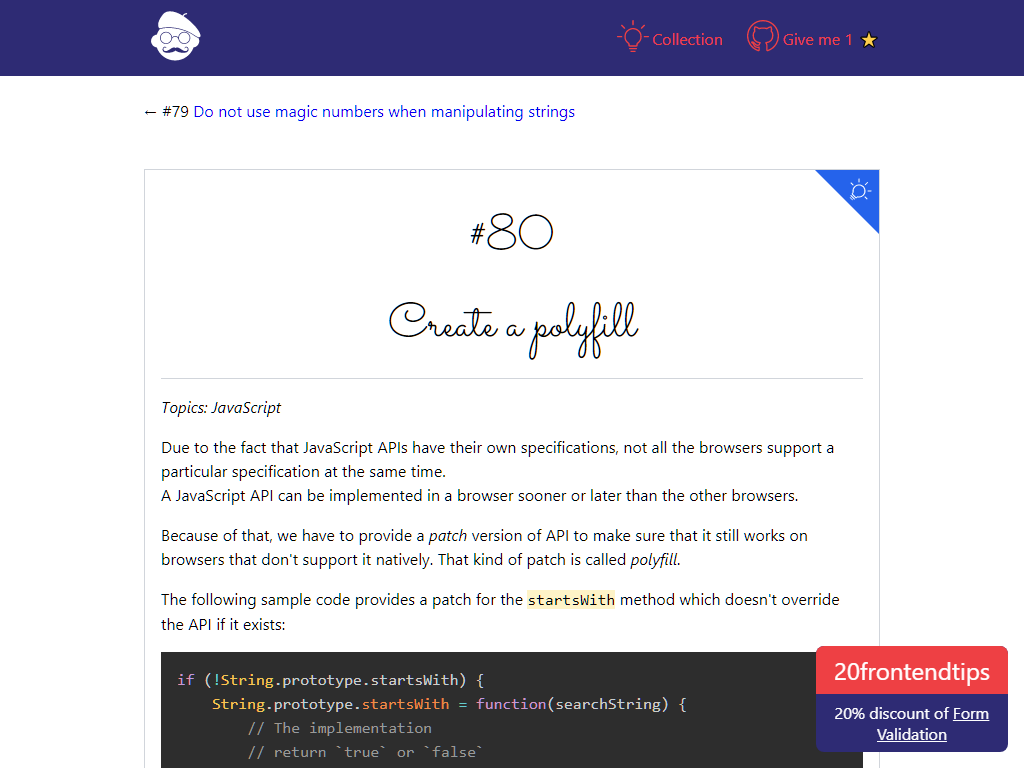 Collection
Give me 1 ⭐
← #79 Do not use magic numbers when manipulating strings
#80
Create a polyfill
Topics: JavaScript
Due to the fact that JavaScript APIs have their own specifications, not all the browsers support a
particular specification at the same time.
A JavaScript API can be implemented in a browser sooner or later than the other browsers.
Because of that, we have to provide a patch version of API to make sure that it still works on
browsers that don't support it natively. That kind of patch is called polyfill.
The following sample code provides a patch for the startsWith method which doesn't override
the API if it exists:
if (!String.prototype.startsWith) {
    String.prototype.startsWith = function(searchString) {
        // The implementation
        // return `true` or `false`
20frontendtips
20% discount of Form
Validation